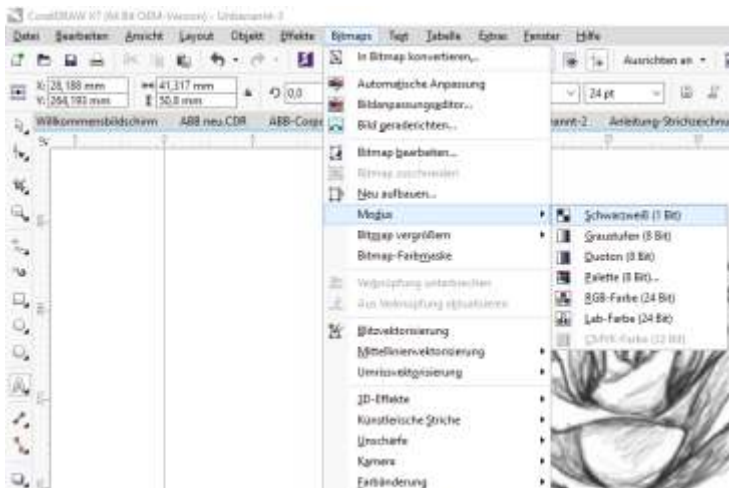 CorelDRAW X7 (64 Bit OEM-Version) - Unbenannt-3
Datei Bearbeiten Ansicht Layout Objekt Effekte Bitmaps Text Tabelle Extras Fenster Hilfe
In Bitmap konvertieren...
Ausrichten an
X: 28,188 mm
Y: 264,193 mm
41,317 mm
50,8 mm
0,0
24 pt
Automatische Anpassung
Bildanpassungseditor...
Bild geraderichten...
Willkommensbildschirm ABB neu.CDR
Anleitung-Strichzeichnu
Bitmap bearbeiten...
Bitmap zuschneiden
Neu aufbauen...
Modus
Bitmap vergrößern
Bitmap-Farbmaske
Verknüpfung unterbrechen
Aus Verknüpfung aktualisieren
Blitzvektorisierung
Mittellinienvektorisierung
Umrissvektorisierung
3D-Effekte
Künstlerische Striche
Unschärfe
Kamera
Farbänderung
Schwarzweiß (1 Bit)
Graustufen (8 Bit)
Duoton (8 Bit)
Palette (8 Bit)...
RGB-Farbe (24 Bit)
Lab-Farbe (24 Bit)
CMYK-Farbe (32 Bit)